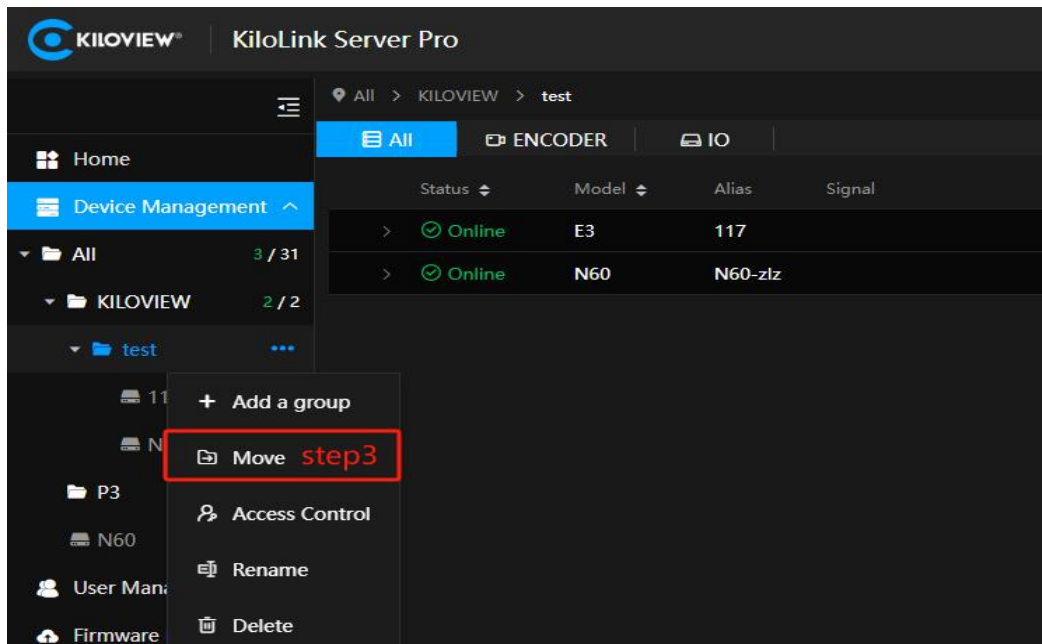 KILOVIEW® KiloLink Server Pro
All > KILOVIEW > test
All ENCODER IO
Home
Status Model Alias Signal
Device Management
> Online E3 117
All 3 / 31
> Online N60 N60-zlz
KILOVIEW 2 / 2
test •••
11
+ Add a group
N
Move step3
P3
Access Control
N60
Rename
User Man
Delete
Firmware